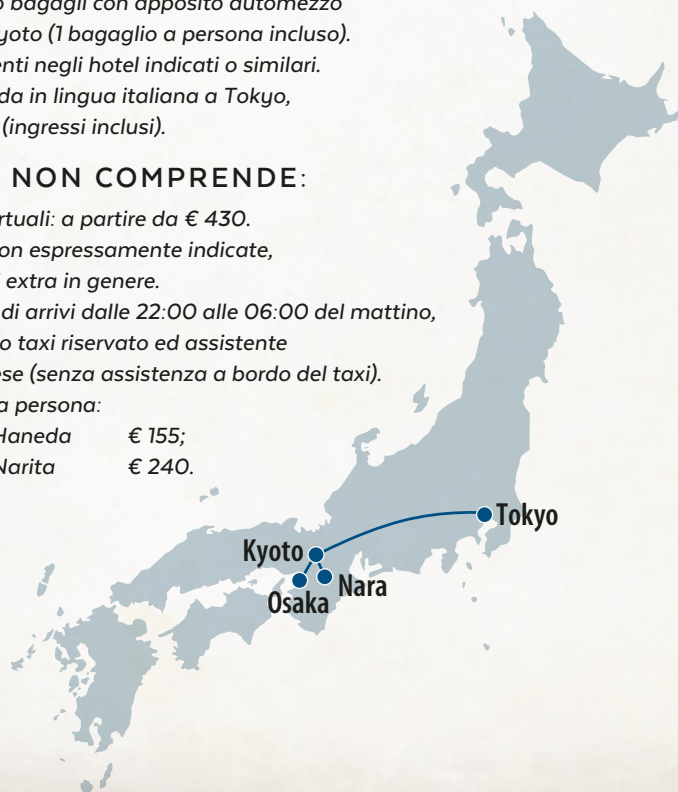 bagagli con apposito automezzo
yoto (1 bagaglio a persona incluso).
enti negli hotel indicati o similari.
da in lingua italiana a Tokyo,
(ingressi inclusi).
NON COMPRENDE:
rtuali: a partire da € 430.
on espressamente indicate,
extra in genere.
di arrivi dalle 22:00 alle 06:00 del mattino,
o taxi riservato ed assistente
ese (senza assistenza a bordo del taxi).
a persona:
Haneda € 155;
Narita € 240.
Tokyo
Kyoto
Nara
Osaka